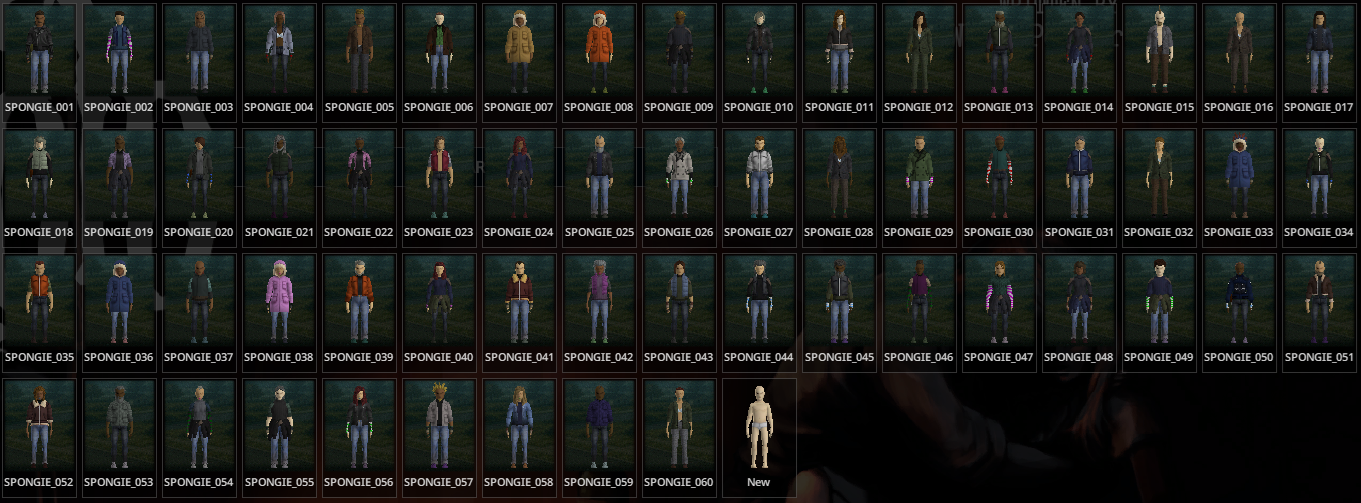 SPONGIE_001 SPONGIE_002 SPONGIE_003 SPONGIE_004 SPONGIE_005 SPONGIE_006 SPONGIE_007 SPONGIE_008 SPONGIE_009 SPONGIE_010 SPONGIE_011 SPONGIE_012 SPONGIE_013 SPONGIE_014 SPONGIE_015 SPONGIE_016 SPONGIE_017
SPONGIE_018 SPONGIE_019 SPONGIE_020 SPONGIE_021 SPONGIE_022 SPONGIE_023 SPONGIE_024 SPONGIE_025 SPONGIE_026 SPONGIE_027 SPONGIE_028 SPONGIE_029 SPONGIE_030 SPONGIE_031 SPONGIE_032 SPONGIE_033 SPONGIE_034
SPONGIE_035 SPONGIE_036 SPONGIE_037 SPONGIE_038 SPONGIE_039 SPONGIE_040 SPONGIE_041 SPONGIE_042 SPONGIE_043 SPONGIE_044 SPONGIE_045 SPONGIE_046 SPONGIE_047 SPONGIE_048 SPONGIE_049 SPONGIE_050 SPONGIE_051
SPONGIE_052 SPONGIE_053 SPONGIE_054 SPONGIE_055 SPONGIE_056 SPONGIE_057 SPONGIE_058 SPONGIE_059 SPONGIE_060 New